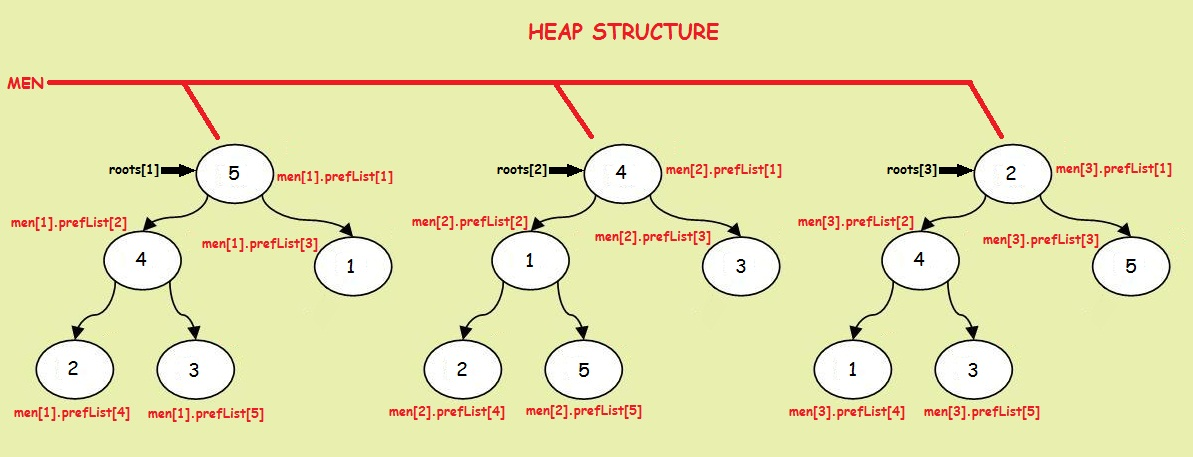 HEAP STRUCTURE
MEN
roots[1] 5 men[1].prefList[1] roots[2] 4 men[2].prefList[1] roots[3] 2 men[3].prefList[1]
men[1].prefList[2] men[2].prefList[2] men[3].prefList[2]
men[1].prefList[3] men[2].prefList[3] men[3].prefList[3]
4 1 1 3 4 5
2 3 2 5 1 3
men[1].prefList[4] men[1].prefList[5] men[2].prefList[4] men[2].prefList[5] men[3].prefList[4] men[3].prefList[5]